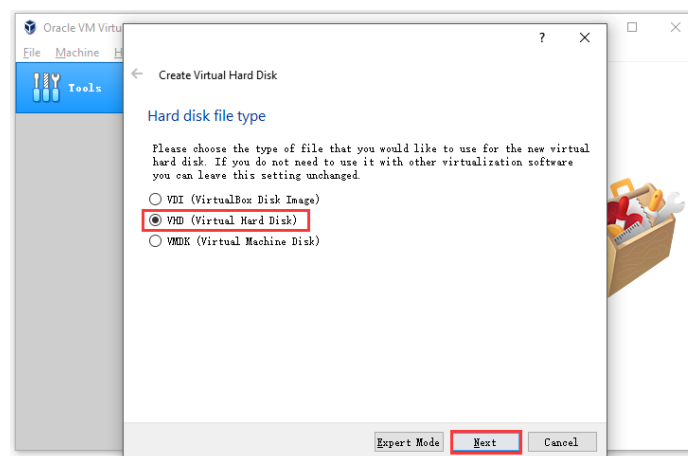 Oracle VM Virtu
File Machine H
Tools
?
Create Virtual Hard Disk
Hard disk file type
Please choose the type of file that you would like to use for the new virtual
hard disk. If you do not need to use it with other virtualization software
you can leave this setting unchanged.
VDI (VirtualBox Disk Image)
VHD (Virtual Hard Disk)
VMDK (Virtual Machine Disk)
Expert Mode Next Cancel